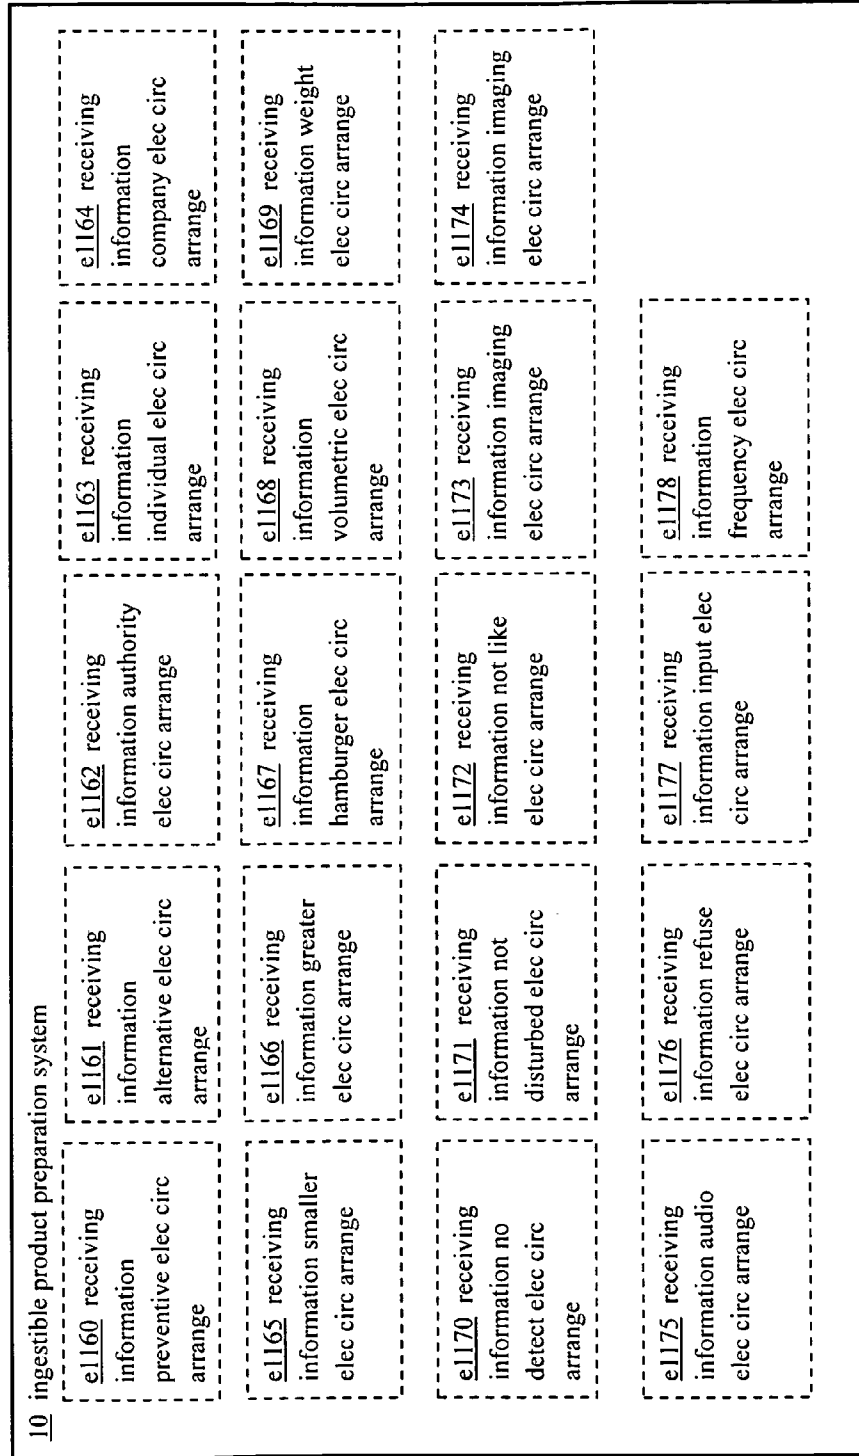 10 ingestible product preparation system
e1160 receiving
information
preventive elec circ
arrange
e1161 receiving
information
alternative elec circ
arrange
e1162 receiving
information authority
elec circ arrange
e1163 receiving
information
individual elec circ
arrange
e1164 receiving
information
company elec circ
arrange
e1165 receiving
information smaller
elec circ arrange
e1166 receiving
information greater
elec circ arrange
e1167 receiving
information
hamburger elec circ
arrange
e1168 receiving
information
volumetric elec circ
arrange
e1169 receiving
information weight
elec circ arrange
e1170 receiving
information no
detect elec circ
arrange
e1171 receiving
information not
disturbed elec circ
arrange
e1172 receiving
information not like
elec circ arrange
e1173 receiving
information imaging
elec circ arrange
e1174 receiving
information imaging
elec circ arrange
e1175 receiving
information audio
elec circ arrange
e1176 receiving
information refuse
elec circ arrange
e1177 receiving
information input elec
circ arrange
e1178 receiving
information
frequency elec circ
arrange